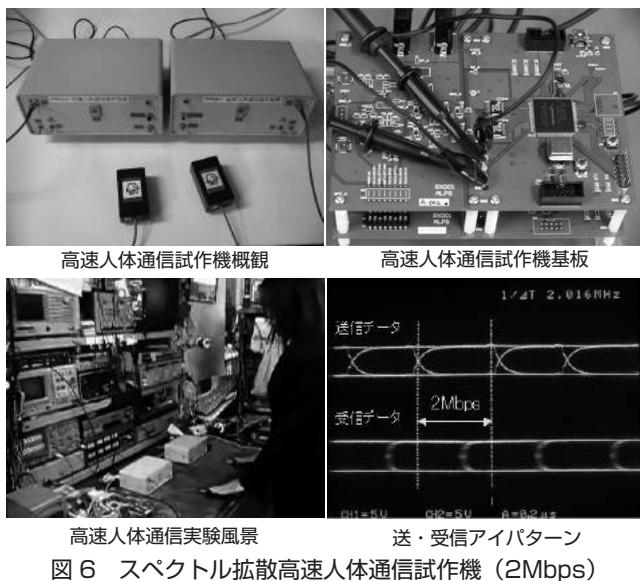 高速人体通信試作機概観
高速人体通信試作機基板
RX001
ALPS
RX001
ALPS
1/⊿T 2.016MHz
送信データ
2Mbps
受信データ
CH1=5V CH2=5V A=0.2μs
高速人体通信実験風景
送・受信アイパターン
図6 スペクトル拡散高速人体通信試作機（2Mbps）